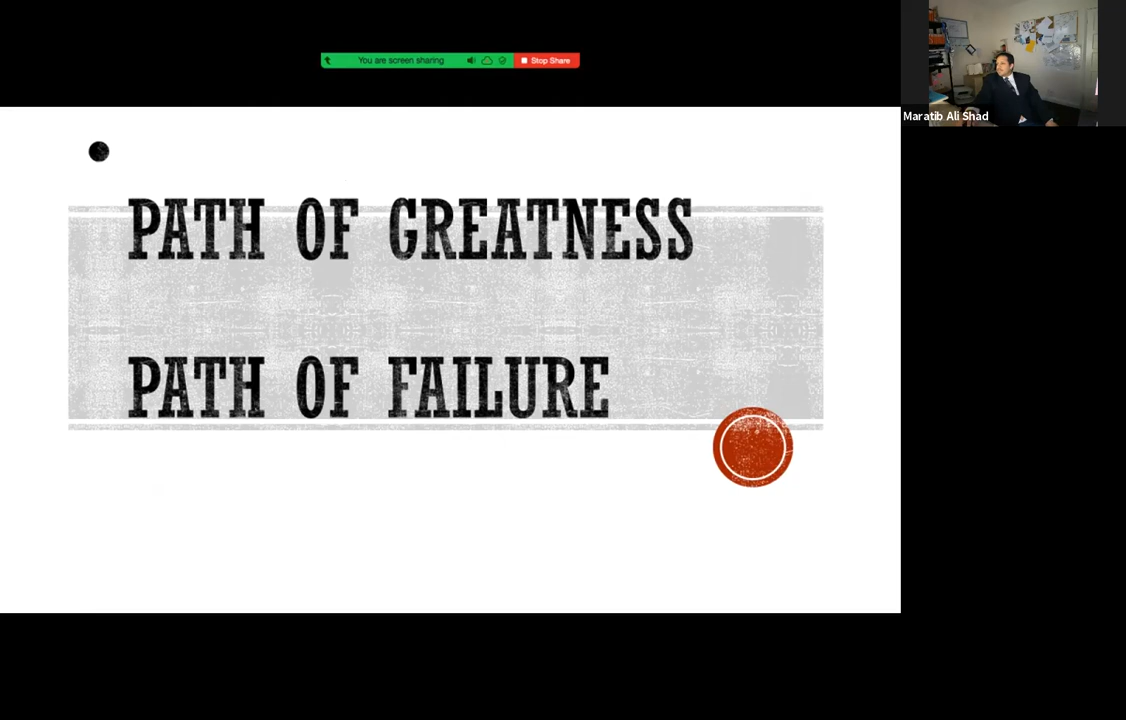 You are screen sharing
Stop Share
Maratib Ali Shad
PATH OF GREATNESS
PATH OF FAILURE